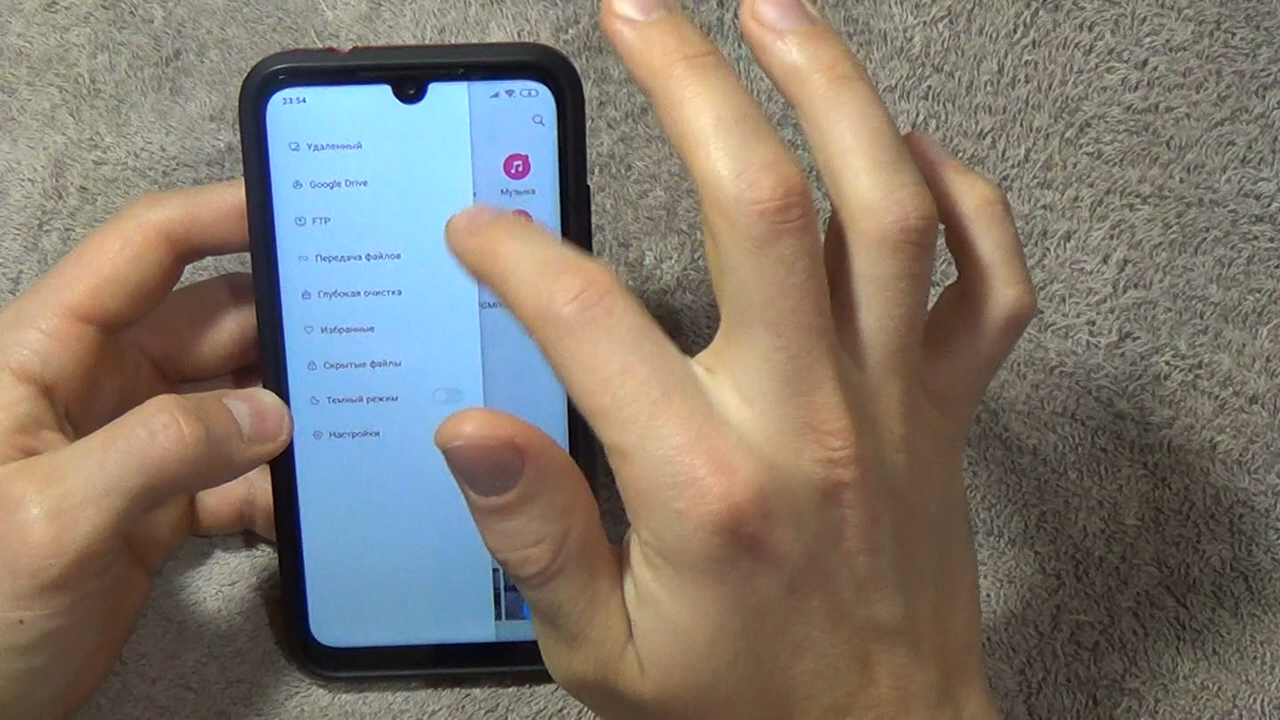 23:54
Удаленный
Google Drive
FTP
Передача файлов
Глубокая очистка
Избранные
Скрытые файлы
Темный режим
Настройки
Музыка